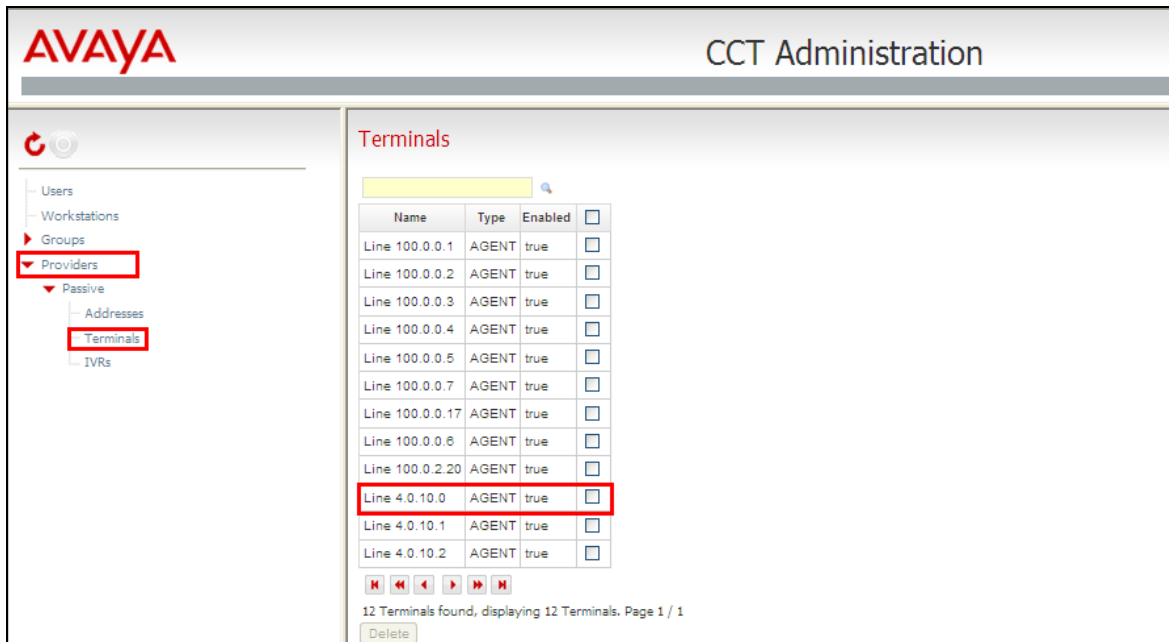 AVAYA
CCT Administration
Users
Workstations
Groups
Providers
Passive
Addresses
Terminals
IVRs
Terminals
Name Type Enabled
Line 100.0.0.1 AGENT true
Line 100.0.0.2 AGENT true
Line 100.0.0.3 AGENT true
Line 100.0.0.4 AGENT true
Line 100.0.0.5 AGENT true
Line 100.0.0.7 AGENT true
Line 100.0.0.17 AGENT true
Line 100.0.0.6 AGENT true
Line 100.0.2.20 AGENT true
Line 4.0.10.0 AGENT true
Line 4.0.10.1 AGENT true
Line 4.0.10.2 AGENT true
12 Terminals found, displaying 12 Terminals. Page 1 / 1
Delete